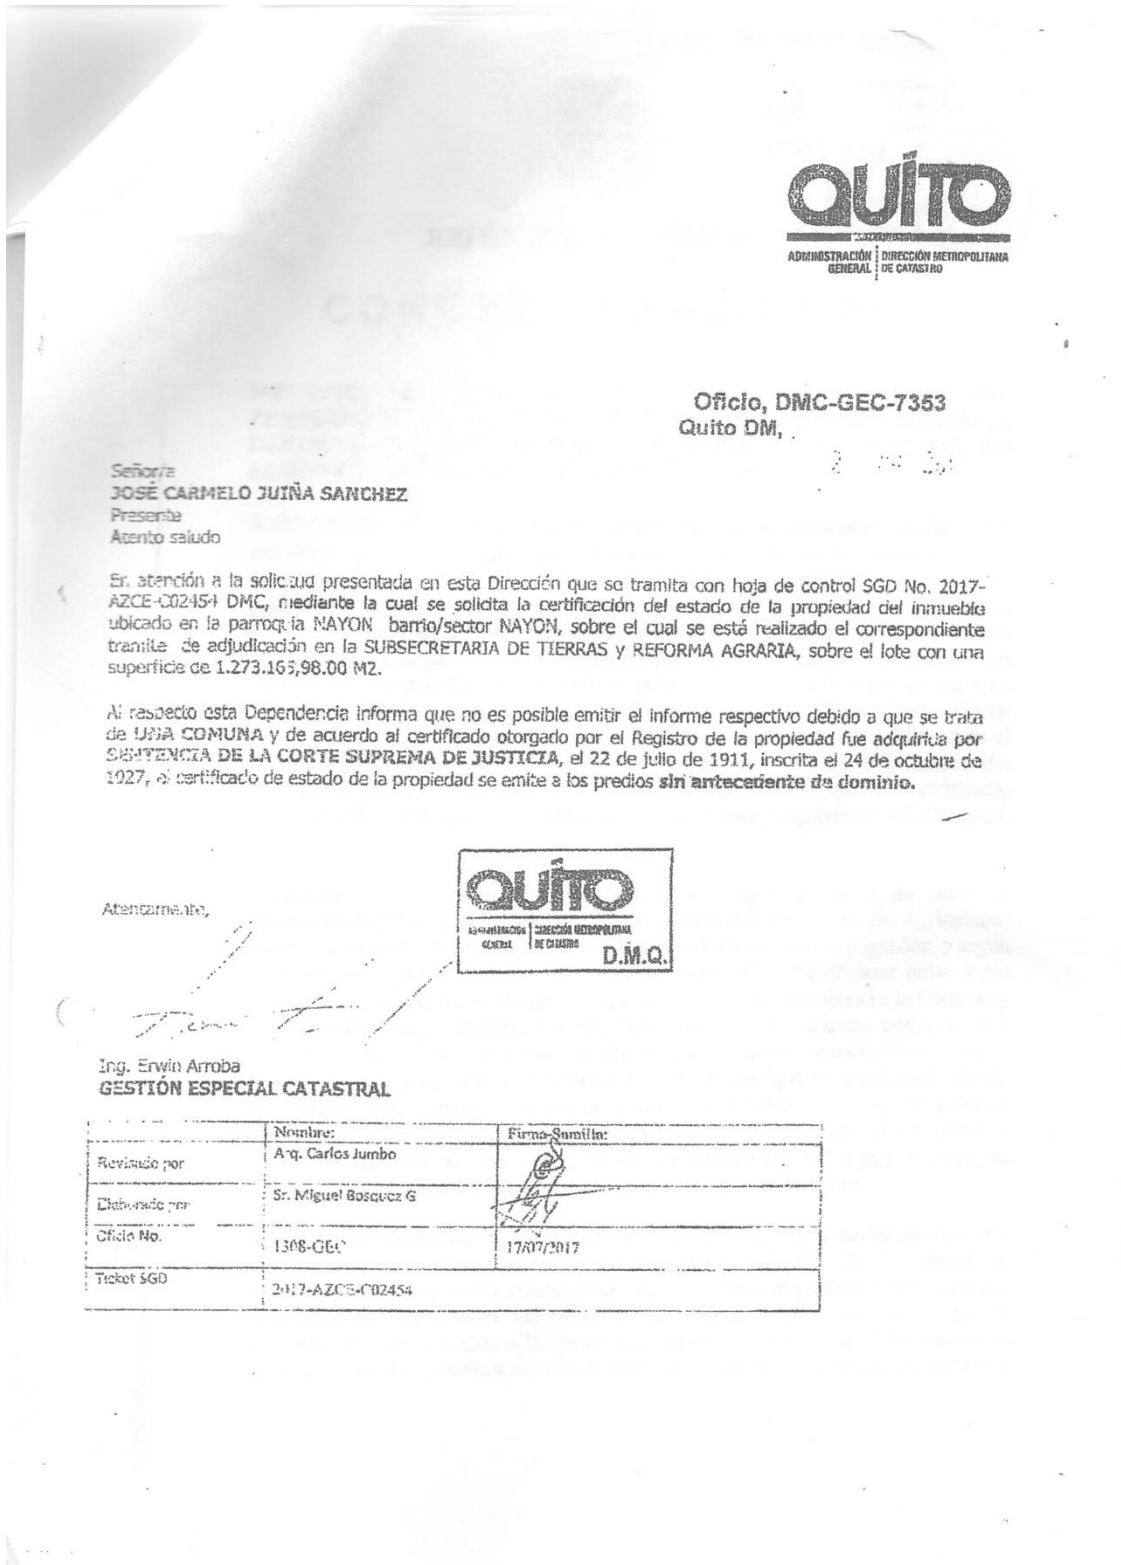 QUITO
ADMINISTRACIÓN GENERAL DIRECCIÓN METROPOLITANA DE CATASTRO
Oficio, DMC-GEC-7353
Quito DM,
Señor/a
JOSÉ CARMELO JUIÑA SANCHEZ
Presente
Atento saludo
En atención a la solicitud presentada en esta Dirección que se tramita con hoja de control SGD No. 2017-
AZCE-C02454 DMC, mediante la cual se solicita la certificación del estado de la propiedad del inmueble
ubicado en la parroquia NAYON barrio/sector NAYON, sobre el cual se está realizado el correspondiente
tramite de adjudicación en la SUBSECRETARIA DE TIERRAS y REFORMA AGRARIA, sobre el lote con una
superficie de 1.273.165,98.00 M2.
Al respecto esta Dependencia informa que no es posible emitir el informe respectivo debido a que se trata
de UNA COMUNA y de acuerdo al certificado otorgado por el Registro de la propiedad fue adquirida por
SENTENCIA DE LA CORTE SUPREMA DE JUSTICIA, el 22 de julio de 1911, inscrita el 24 de octubre de
1927, el certificado de estado de la propiedad se emite a los predios sin antecedente de dominio.
Atentamente,
QUITO
ADMINISTRACIÓN GENERAL DIRECCIÓN METROPOLITANA DE CATASTRO
D.M.Q.
Ing. Erwin Arroba
GESTIÓN ESPECIAL CATASTRAL
Nombre: Firma-Sumilla:
Revisado por Arq. Carlos Jumbo
Elaborado por Sr. Miguel Bosquez G
Oficio No. 1308-GEC 17/07/2017
Ticket SGD 2017-AZCE-C02454